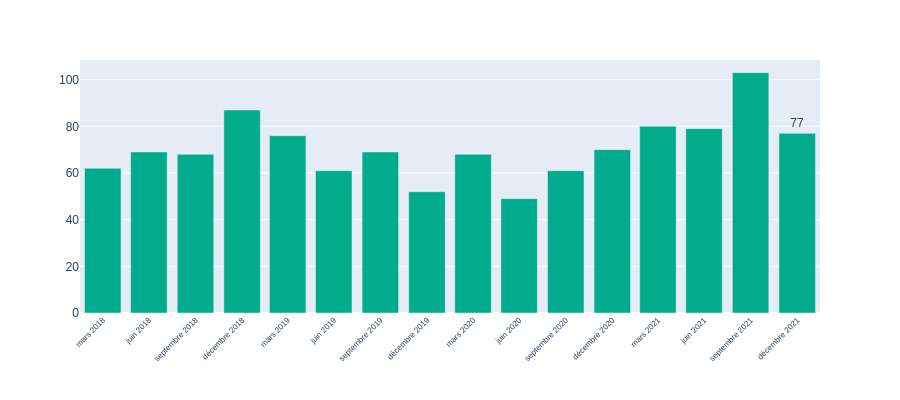 100
80
60
40
20
0
77
mars 2018
juin 2018
septembre 2018
décembre 2018
mars 2019
juin 2019
septembre 2019
décembre 2019
mars 2020
juin 2020
septembre 2020
décembre 2020
mars 2021
juin 2021
septembre 2021
décembre 2021